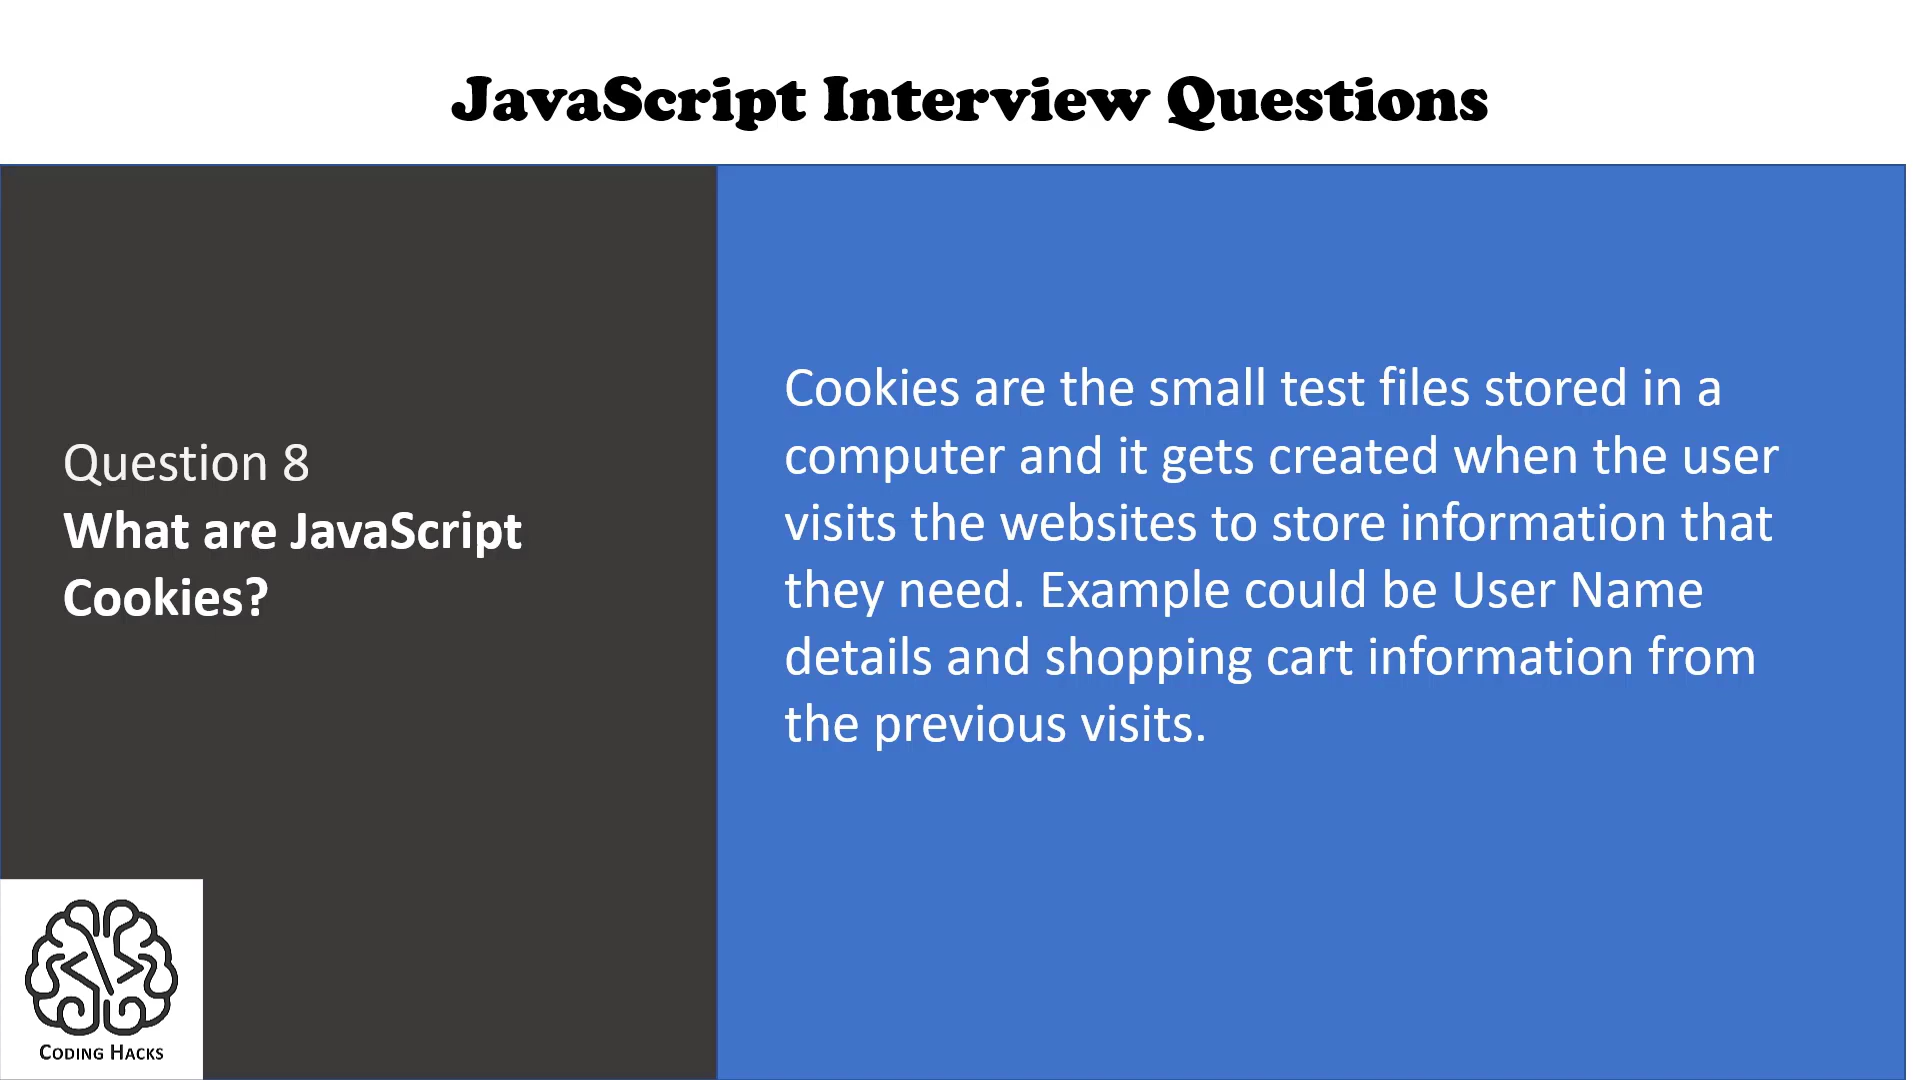 JavaScript Interview Questions
Question 8
What are JavaScript
Cookies?
Cookies are the small test files stored in a
computer and it gets created when the user
visits the websites to store information that
they need. Example could be User Name
details and shopping cart information from
the previous visits.
CODING HACKS